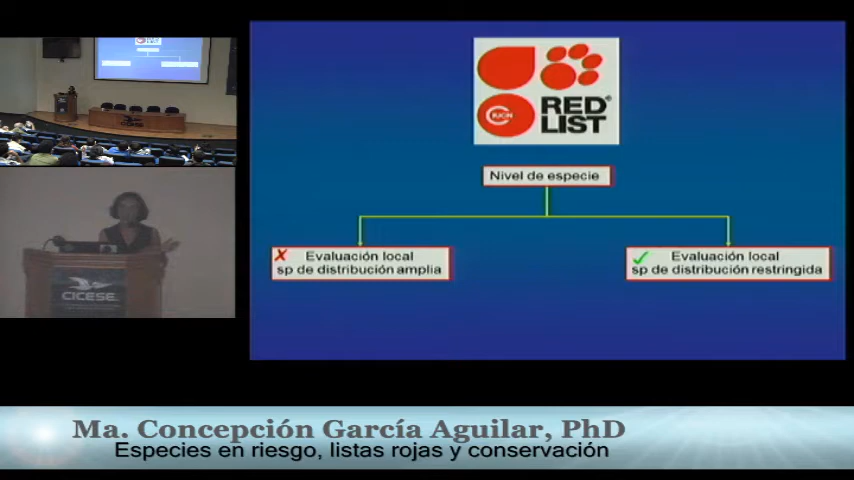 IUCN
RED
LIST
Nivel de especie
Evaluación local
sp de distribución amplia
Evaluación local
sp de distribución restringida
CICESE
Ma. Concepción García Aguilar, PhD
Especies en riesgo, listas rojas y conservación